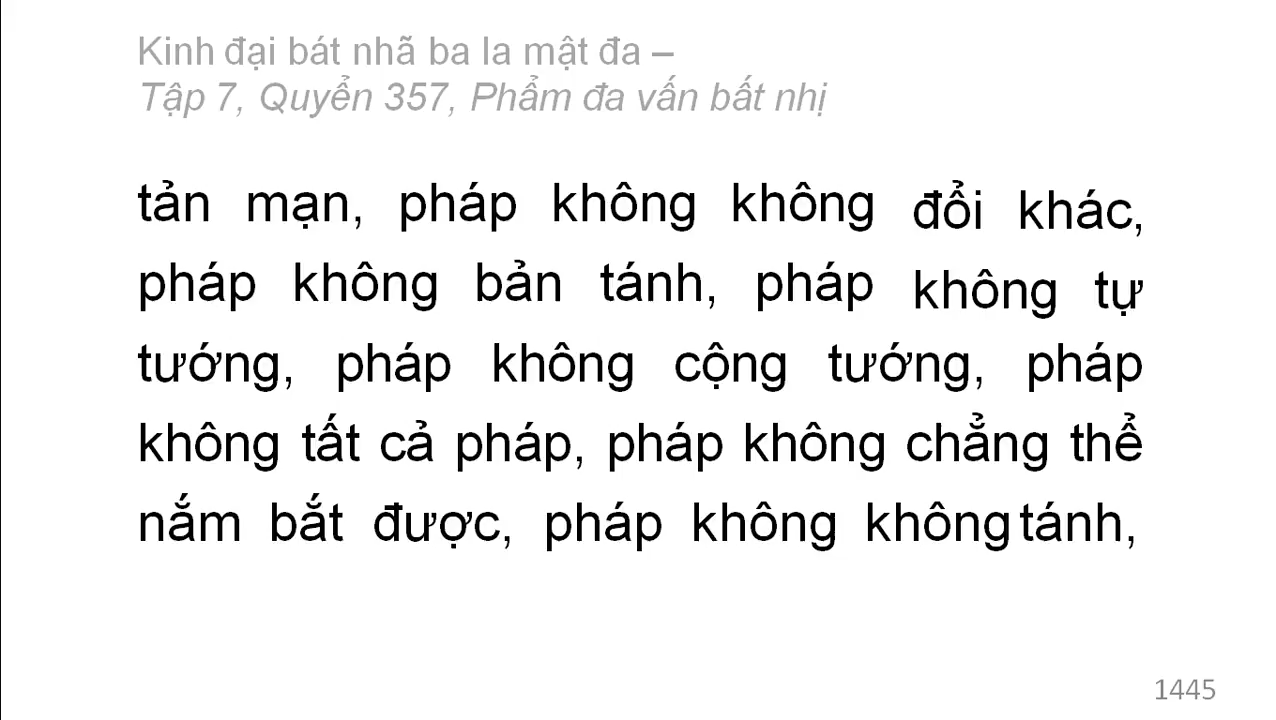 Kinh đại bát nhã ba la mật đa –
Tập 7, Quyển 357, Phẩm đa vấn bất nhị
tản mạn, pháp không không đổi khác,
pháp không bản tánh, pháp không tự
tướng, pháp không cộng tướng, pháp
không tất cả pháp, pháp không chẳng thể
nắm bắt được, pháp không không tánh,
1445